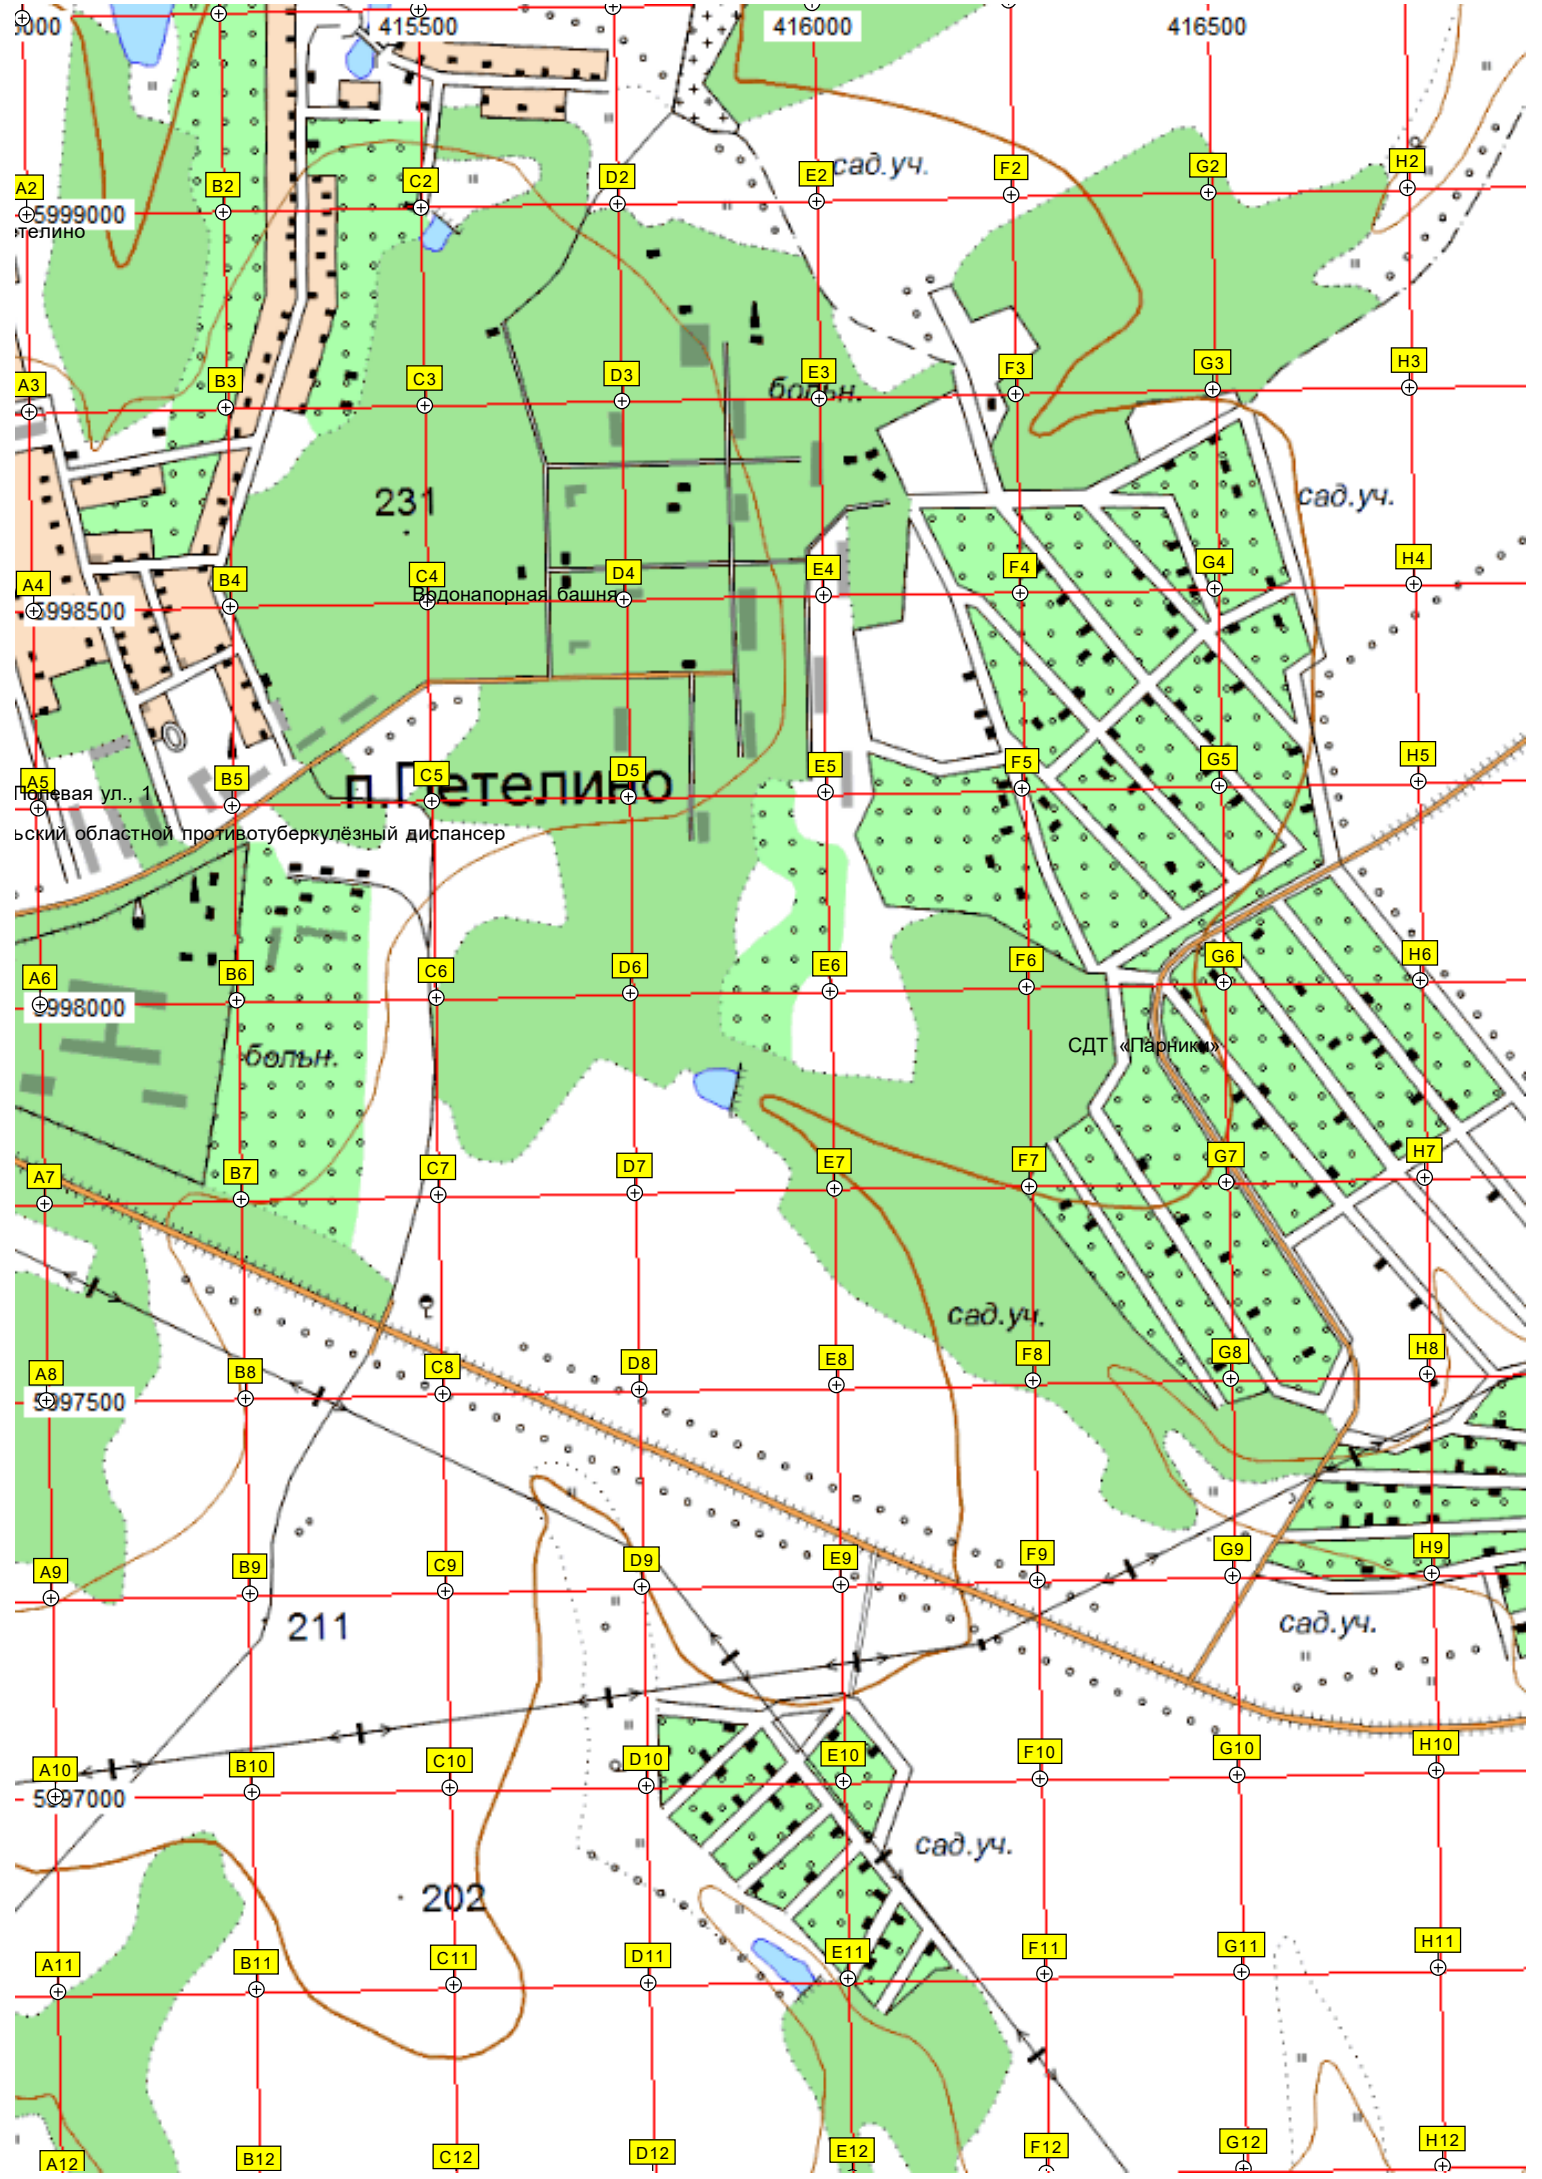 415500 416000 416500
сад.уч.
A2 B2 C2 D2 E2 F2 G2 H2
5999000
A3 B3 C3 D3 E3 F3 G3 H3
больн.
231
сад.уч.
A4 B4 C4 D4 E4 F4 G4 H4
Водонапорная башня
5998500
A5 B5 C5 D5 E5 F5 G5 H5
п.Петелино
Полевая ул., 1
областной противотуберкулёзный диспансер
A6 B6 C6 D6 E6 F6 G6 H6
5998000
СДТ «Парники»
больн.
A7 B7 C7 D7 E7 F7 G7 H7
сад.уч.
A8 B8 C8 D8 E8 F8 G8 H8
5997500
A9 B9 C9 D9 E9 F9 G9 H9
211
сад.уч.
A10 B10 C10 D10 E10 F10 G10 H10
5997000
сад.уч.
202
A11 B11 C11 D11 E11 F11 G11 H11
A12 B12 C12 D12 E12 F12 G12 H12